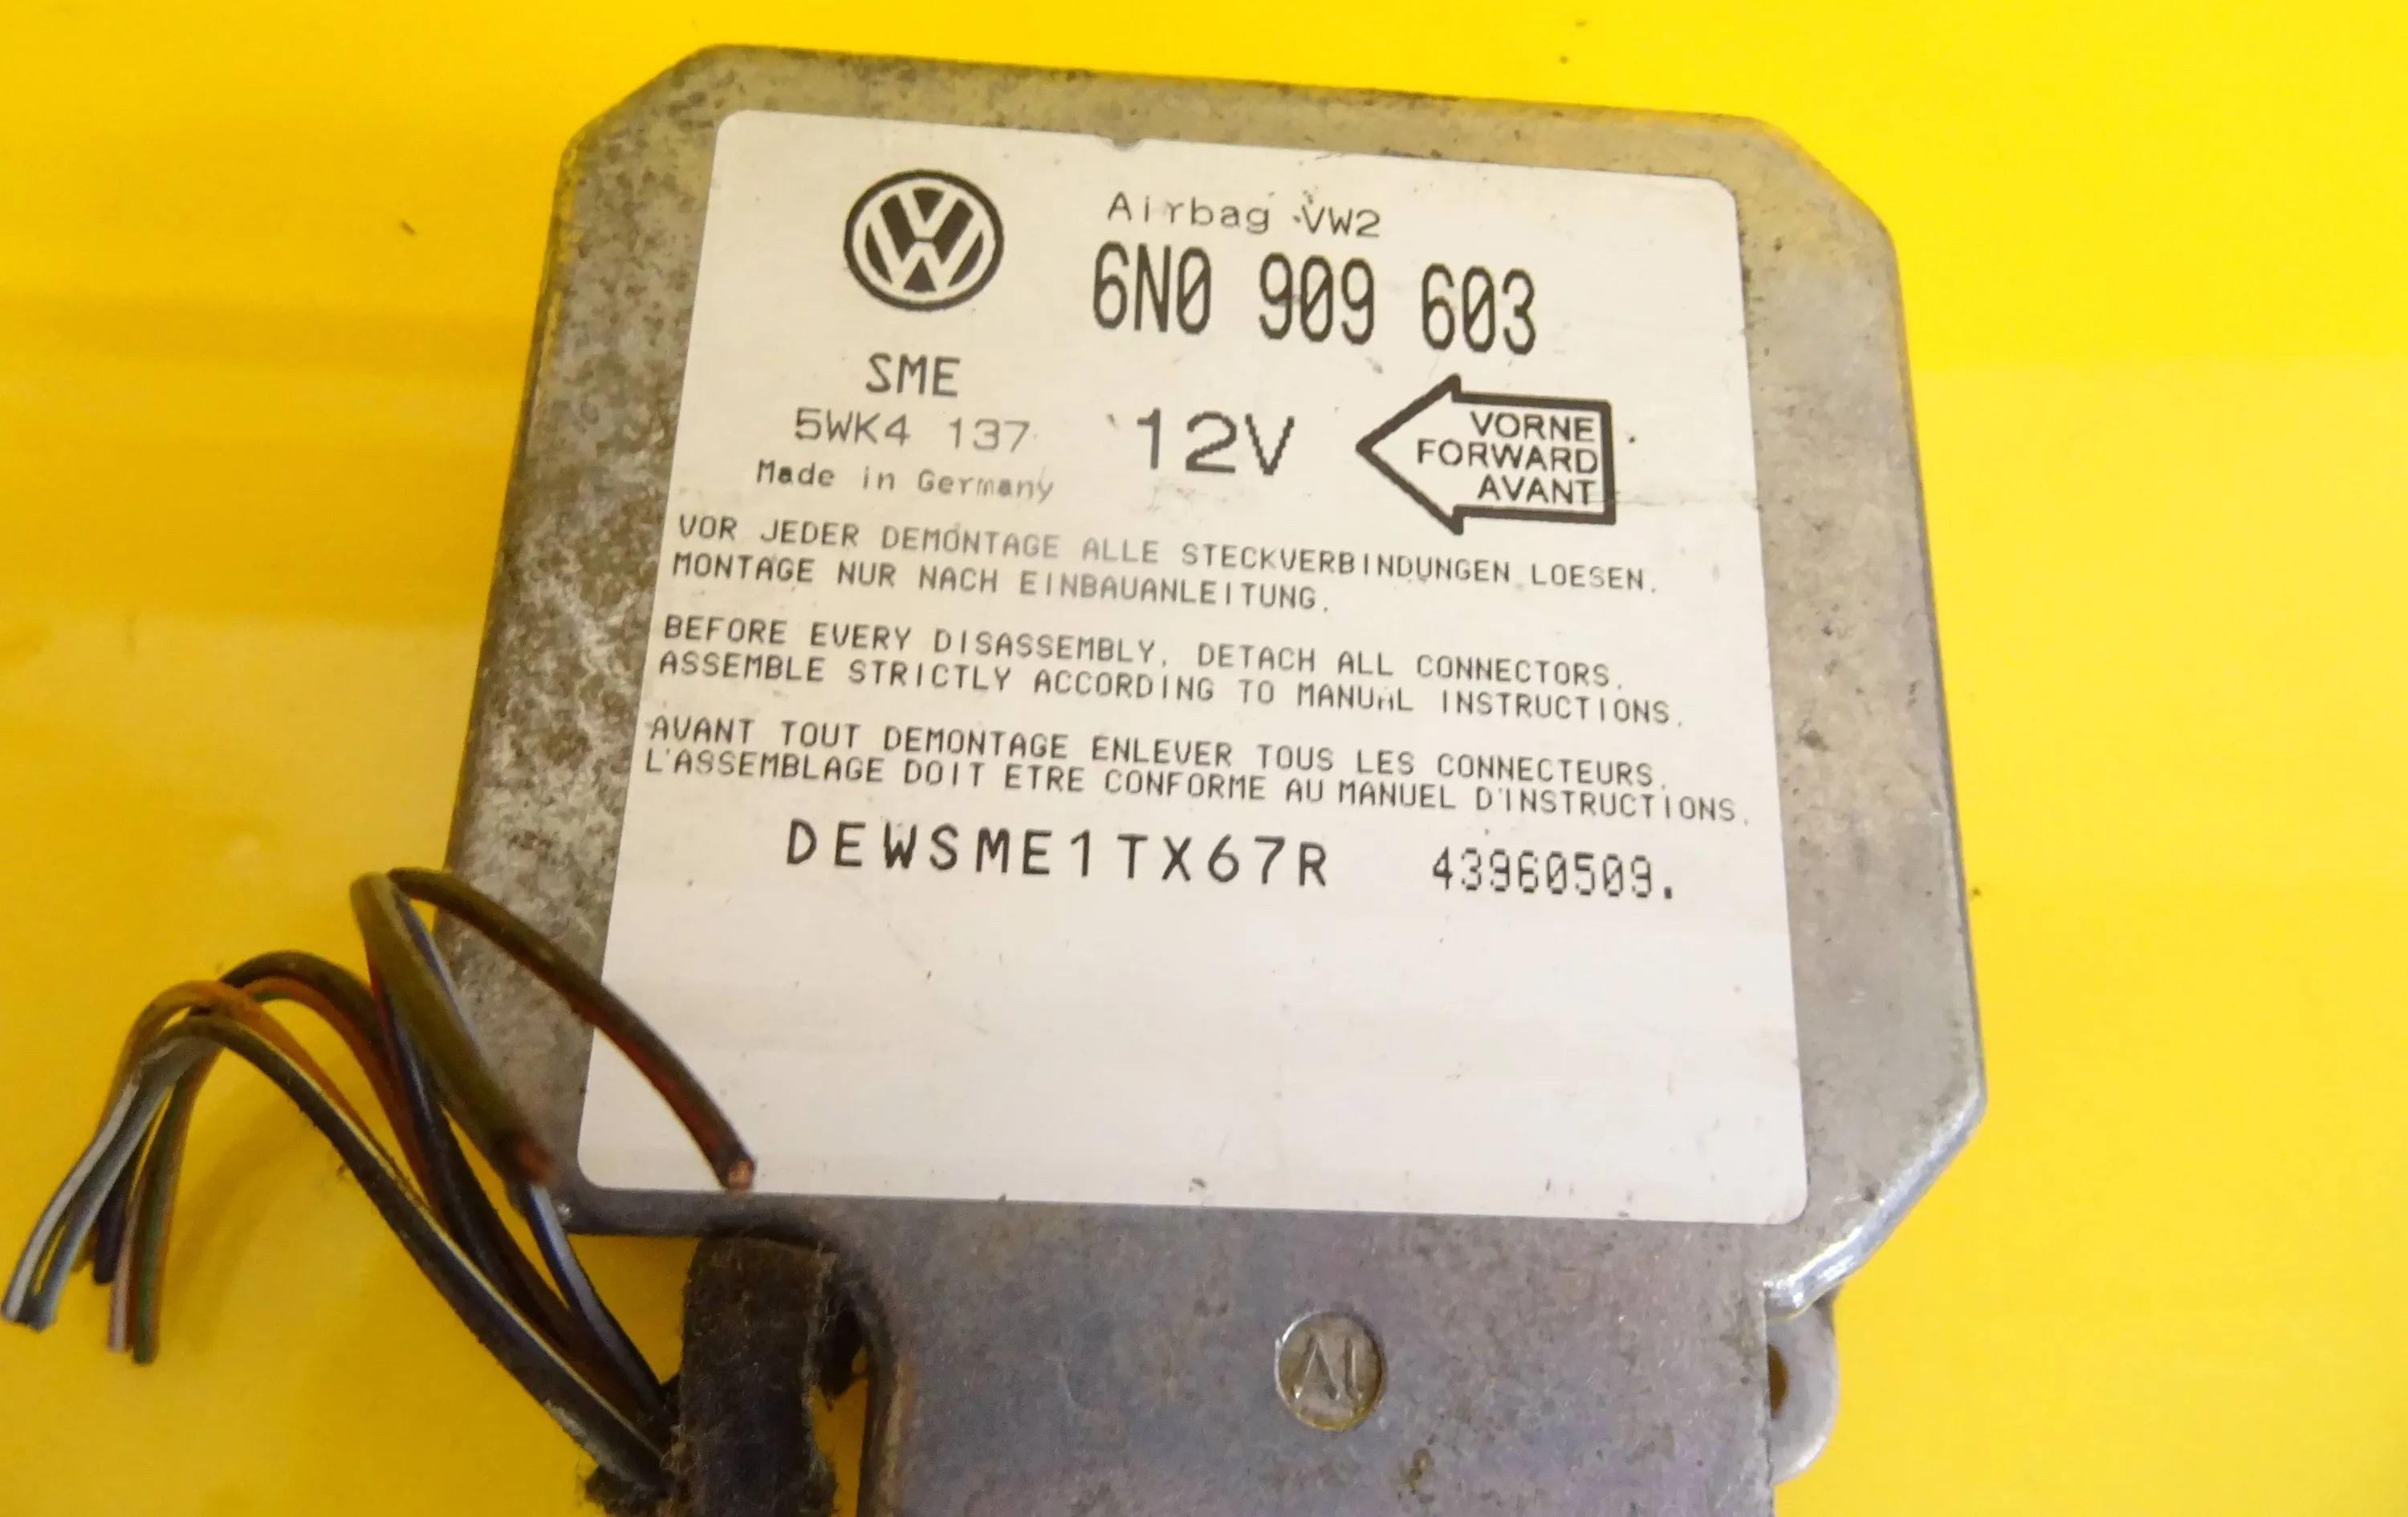 Airbag VW2
6N0 909 603
SME
5WK4 137
Made in Germany
12V
VORNE
FORWARD
AVANT
VOR JEDER DEMONTAGE ALLE STECKVERBINDUNGEN LOESEN.
MONTAGE NUR NACH EINBAUANLEITUNG.
BEFORE EVERY DISASSEMBLY, DETACH ALL CONNECTORS.
ASSEMBLE STRICTLY ACCORDING TO MANUAL INSTRUCTIONS.
AVANT TOUT DEMONTAGE ENLEVER TOUS LES CONNECTEURS.
L'ASSEMBLAGE DOIT ETRE CONFORME AU MANUEL D'INSTRUCTIONS.
DEWSME1TX67R 43960509.